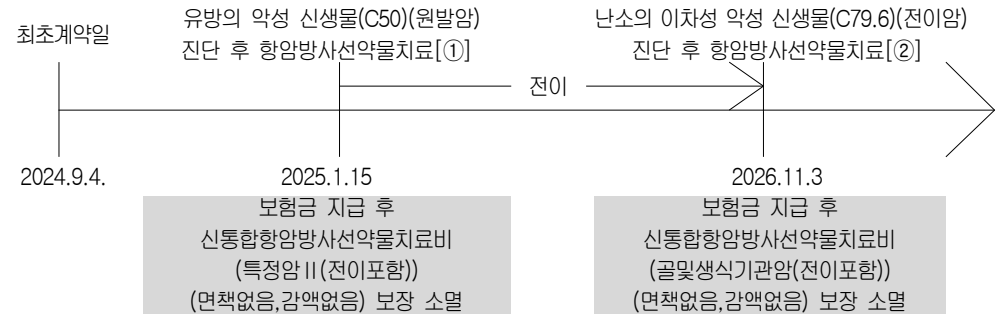 최초계약일
유방의 악성 신생물(C50)(원발암)
진단 후 항암방사선약물치료[①]
난소의 이차성 악성 신생물(C79.6)(전이암)
진단 후 항암방사선약물치료[②]
전이
2024.9.4.
2025.1.15
2026.11.3
보험금 지급 후
신통합항암방사선약물치료비
(특정암Ⅱ(전이포함))
(면책없음,감액없음) 보장 소멸
보험금 지급 후
신통합항암방사선약물치료비
(골및생식기관암(전이포함))
(면책없음,감액없음) 보장 소멸